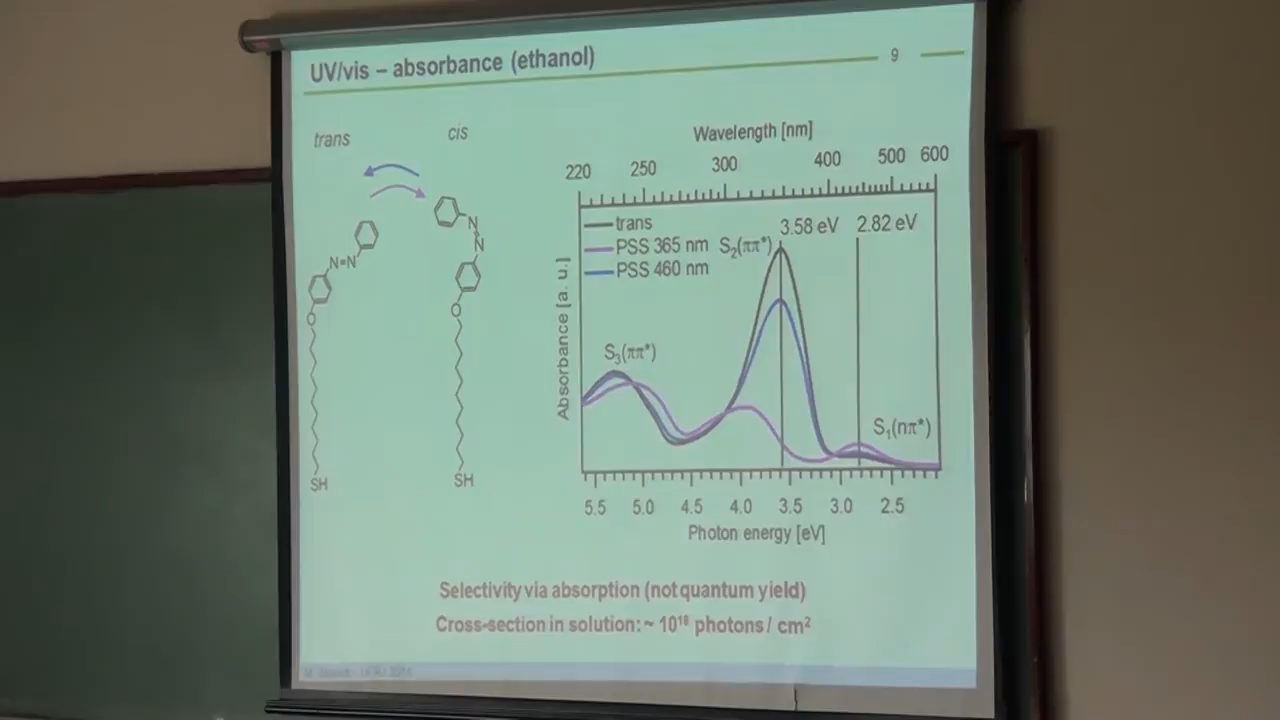 UV/vis – absorbance (ethanol)
9
trans
cis
N=N
O
SH
N
N
O
SH
Wavelength [nm]
220 250 300 400 500 600
trans
PSS 365 nm
PSS 460 nm
S₂(ππ*)
3.58 eV
2.82 eV
S₃(ππ*)
S₁(nπ*)
Absorbance [a. u.]
5.5 5.0 4.5 4.0 3.5 3.0 2.5
Photon energy [eV]
Selectivity via absorption (not quantum yield)
Cross-section in solution: ~ 10¹⁸ photons / cm²